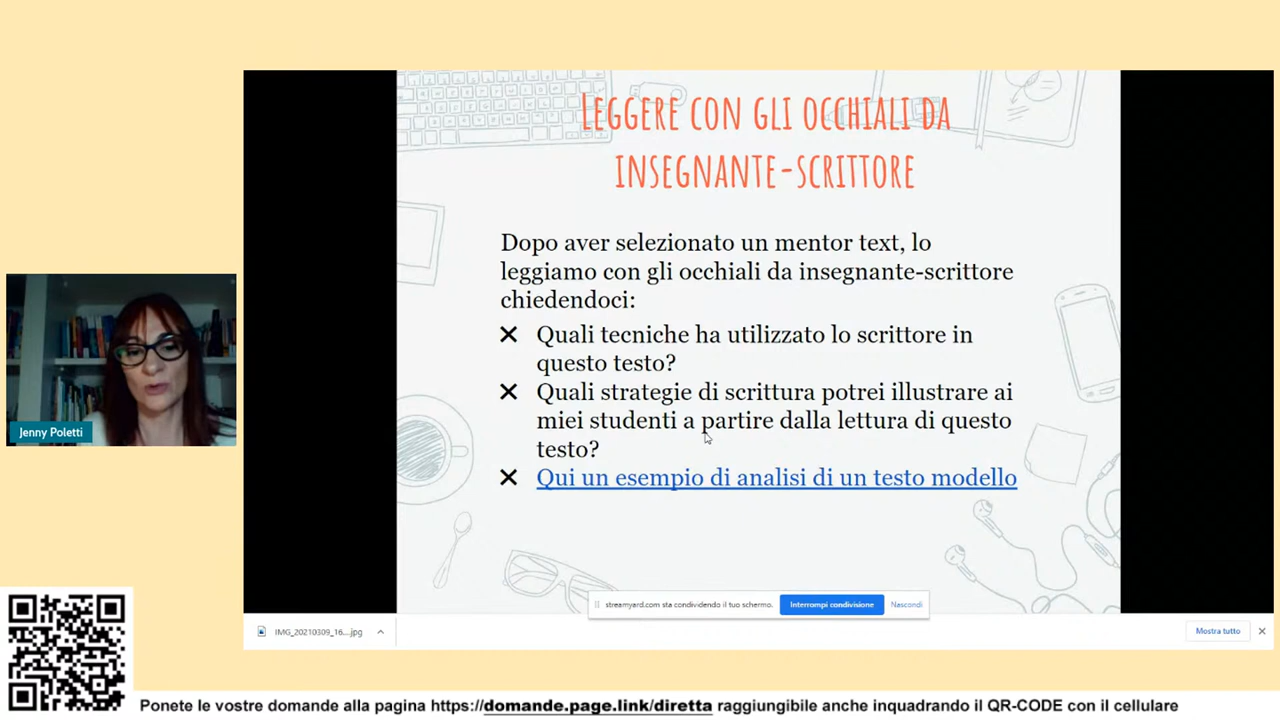 LEGGERE CON GLI OCCHIALI DA
INSEGNANTE-SCRITTORE
Dopo aver selezionato un mentor text, lo
leggiamo con gli occhiali da insegnante-scrittore
chiedendoci:
Quali tecniche ha utilizzato lo scrittore in
questo testo?
Quali strategie di scrittura potrei illustrare ai
miei studenti a partire dalla lettura di questo
testo?
Qui un esempio di analisi di un testo modello
Jenny Poletti
streamyard.com sta condividendo il tuo schermo.
Interrompi condivisione
Nascondi
IMG_20210309_16....jpg
Mostra tutto
Ponete le vostre domande alla pagina https://domande.page.link/diretta raggiungibile anche inquadrando il QR-CODE con il cellulare